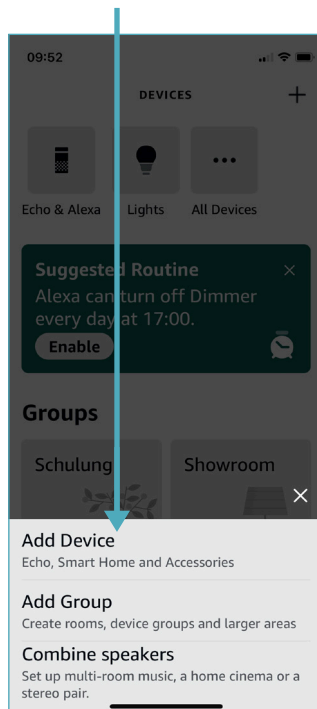 09:52
DEVICES
Echo & Alexa Lights All Devices
Suggested Routine
Alexa can turn off Dimmer
every day at 17:00.
Enable
Groups
Schulung Showroom
Add Device
Echo, Smart Home and Accessories
Add Group
Create rooms, device groups and larger areas
Combine speakers
Set up multi-room music, a home cinema or a
stereo pair.